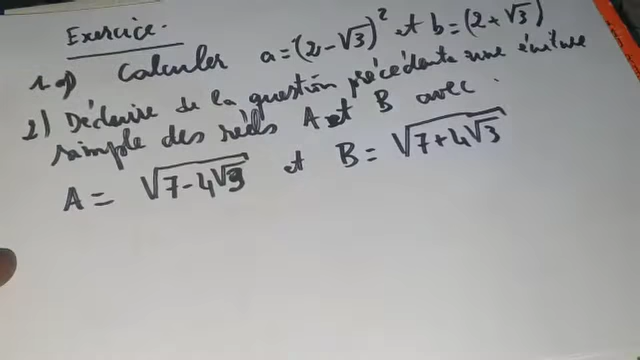 Exercice.
1 a) Calculer a = (2 - √3)² et b = (2 + √3)
2) Déduire de la question précédente une écriture
simple des réels A et B avec.
A = √(7 - 4√3) et B = √(7 + 4√3)